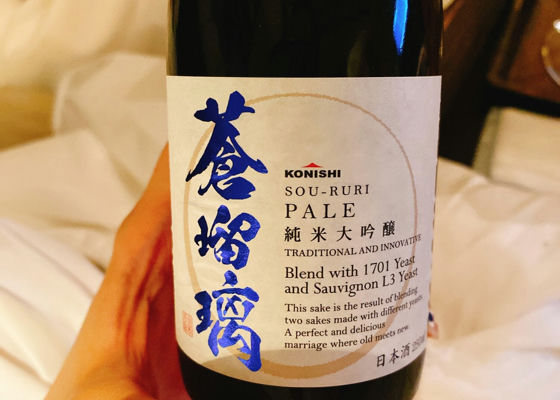 蒼瑠璃
KONISHI
SOU-RURI
PALE
純米大吟醸
TRADITIONAL AND INNOVATIVE
Blend with 1701 Yeast
and Sauvignon L3 Yeast
This sake is the result of blending
two sakes made with different yeasts.
A perfect and delicious
marriage where old meets new.
日本酒